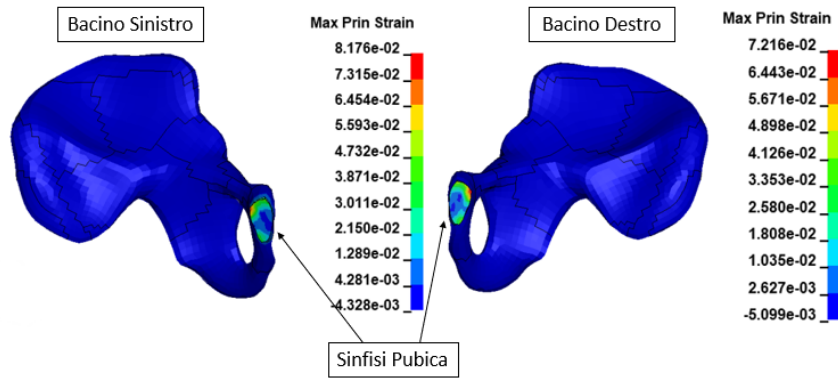 Bacino Sinistro
Max Prin Strain
8.176e-02
7.315e-02
6.454e-02
5.593e-02
4.732e-02
3.871e-02
3.011e-02
2.150e-02
1.289e-02
4.281e-03
-4.328e-03
Bacino Destro
Max Prin Strain
7.216e-02
6.443e-02
5.671e-02
4.898e-02
4.126e-02
3.353e-02
2.580e-02
1.808e-02
1.035e-02
2.627e-03
-5.099e-03
Sinfisi Pubica